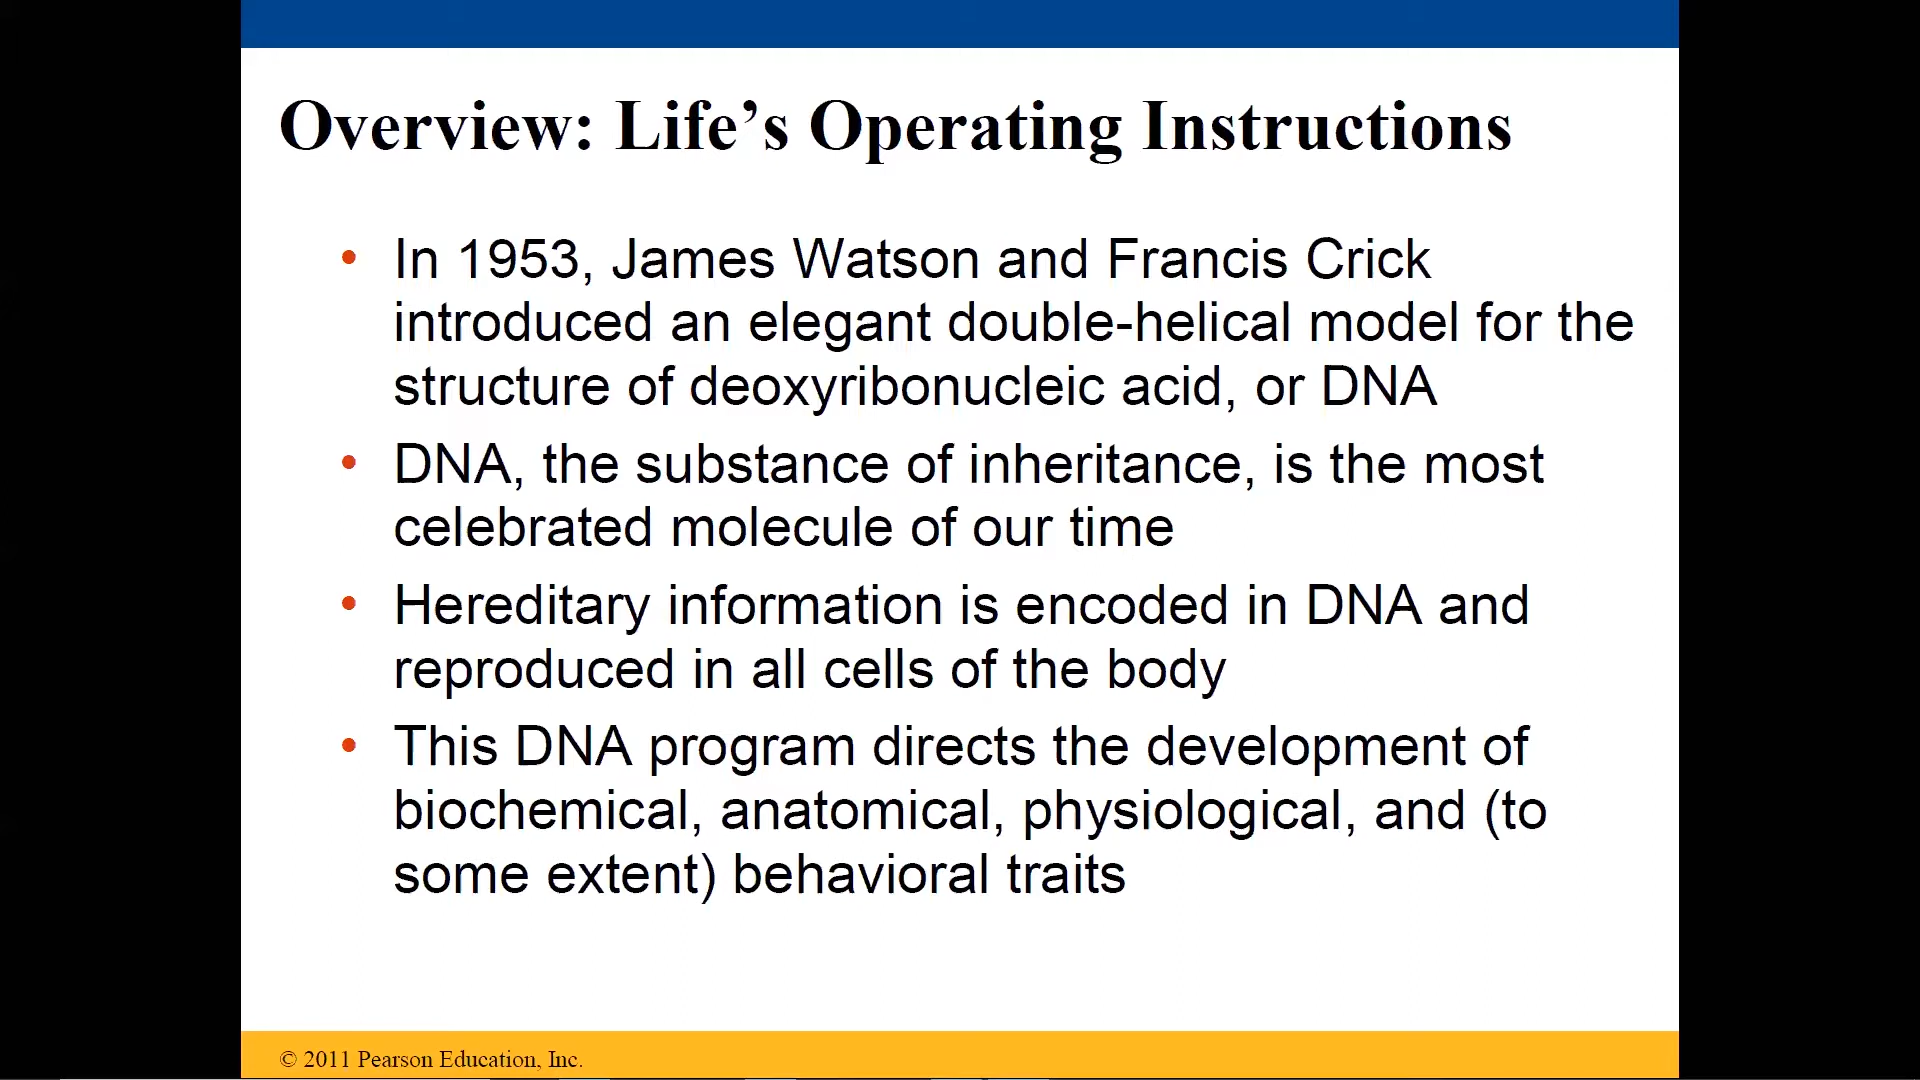 Overview: Life’s Operating Instructions
• In 1953, James Watson and Francis Crick
introduced an elegant double-helical model for the
structure of deoxyribonucleic acid, or DNA
• DNA, the substance of inheritance, is the most
celebrated molecule of our time
• Hereditary information is encoded in DNA and
reproduced in all cells of the body
• This DNA program directs the development of
biochemical, anatomical, physiological, and (to
some extent) behavioral traits
© 2011 Pearson Education, Inc.